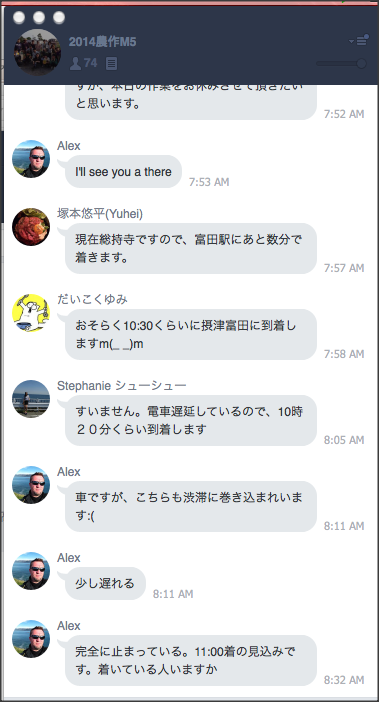 2014農作M5
74
すが、本日の作業をお休みさせて頂きたい
と思います。
7:52 AM
Alex
I'll see you a there
7:53 AM
塚本悠平(Yuhei)
現在総持寺ですので、富田駅にあと数分で
着きます。
7:57 AM
だいこくゆみ
おそらく10:30くらいに摂津富田に到着し
ますm(_ _)m
7:58 AM
Stephanie シューシュー
すいません。電車遅延しているので、10時
２０分くらい到着します
8:05 AM
Alex
車ですが、こちらも渋滞に巻き込まれいま
す:(
8:11 AM
Alex
少し遅れる
8:11 AM
Alex
完全に止まっている。11:00着の見込みで
す。着いている人いますか
8:32 AM